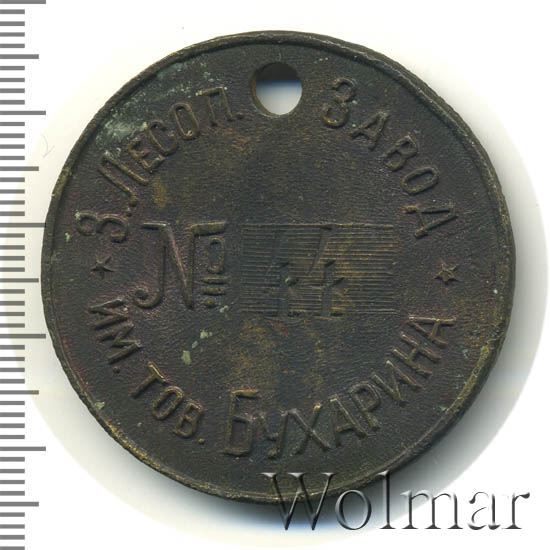 3. Лесоп. Завод
№ 44
им. тов. Бухарина
Wolmar